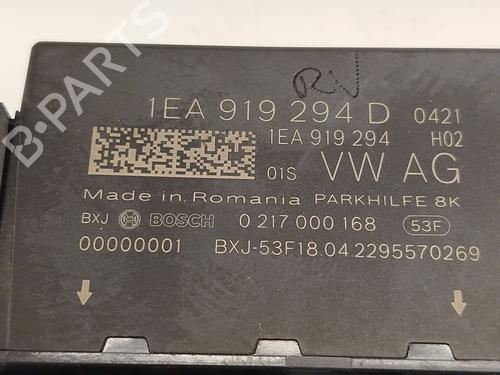 RV
1EA 919 294 D 0421
1EA 919 294 H02
01S VW AG
Made in Romania PARKHILFE 8K
BXJ BOSCH 0 217 000 168 53F
00000001 BXJ-53F18.04.2295570269
B-PARTS